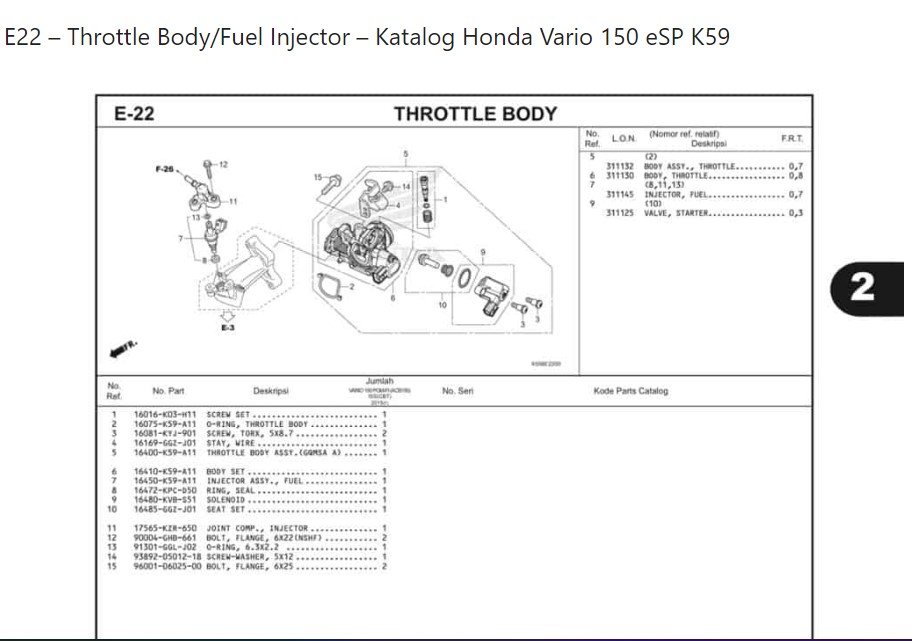 E22 – Throttle Body/Fuel Injector – Katalog Honda Vario 150 eSP K59
E-22
THROTTLE BODY
No. Ref. L.O.N. (Nomor ref. relatif) Deskripsi F.R.T.
5 (2)
311132 BODY ASSY., THROTTLE............ 0,7
6 311130 BODY, THROTTLE.................. 0,8
7 (8,11,13)
311145 INJECTOR, FUEL.................. 0,7
9 (10)
311125 VALVE, STARTER.................. 0,3
F-26
12
11
13
7
8
E-3
FR.
15
5
14
4
1
2
6
9
10
3
3
2
No. Ref. No. Part Deskripsi Jumlah No. Seri Kode Parts Catalog
1 16016-K03-H11 SCREW SET ...................... 1
2 16075-K59-A11 O-RING, THROTTLE BODY .............. 1
3 16081-KYJ-901 SCREW, TORX, 5X8.7 ................. 2
4 16169-GGZ-J01 STAY, WIRE ...................... 1
5 16400-K59-A11 THROTTLE BODY ASSY.(GQMSA A) ....... 1
6 16410-K59-A11 BODY SET ........................ 1
7 16450-K59-A11 INJECTOR ASSY., FUEL ............... 1
8 16472-KPC-D50 RING, SEAL ...................... 1
9 16480-KVB-S51 SOLENOID ........................ 1
10 16485-GGZ-J01 SEAT SET ........................ 1
11 17565-KZR-650 JOINT COMP., INJECTOR .............. 1
12 90004-GHB-661 BOLT, FLANGE, 6X22(NSHF) ........... 2
13 91301-GGL-J02 O-RING, 6.3X2.2 ................... 1
14 93892-05012-18 SCREW-WASHER, 5X12 ................. 1
15 96001-06025-00 BOLT, FLANGE, 6X25 ................. 2